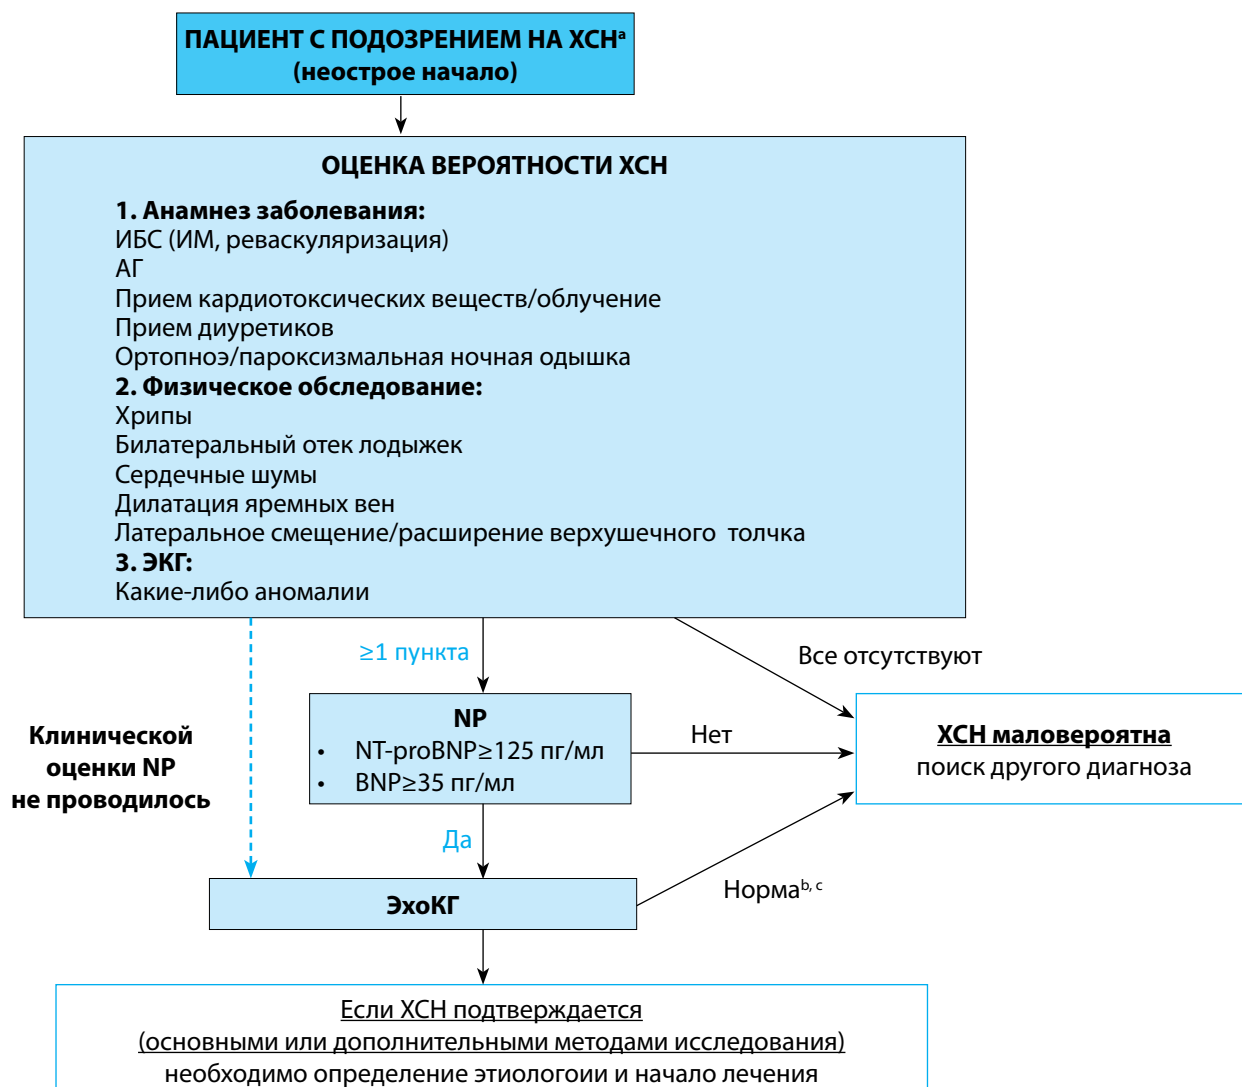 ПАЦИЕНТ С ПОДОЗРЕНИЕМ НА ХСНᵃ
(неострое начало)
ОЦЕНКА ВЕРОЯТНОСТИ ХСН
1. Анамнез заболевания:
ИБС (ИМ, реваскуляризация)
АГ
Прием кардиотоксических веществ/облучение
Прием диуретиков
Ортопноэ/пароксизмальная ночная одышка
2. Физическое обследование:
Хрипы
Билатеральный отек лодыжек
Сердечные шумы
Дилатация яремных вен
Латеральное смещение/расширение верхушечного толчка
3. ЭКГ:
Какие-либо аномалии
≥1 пункта
Все отсутствуют
Клинической
оценки NP
не проводилось
NP
• NT-proBNP≥125 пг/мл
• BNP≥35 пг/мл
Нет
ХСН маловероятна
поиск другого диагноза
Да
ЭхоКГ
Нормаᵇ, ᶜ
Если ХСН подтверждается
(основными или дополнительными методами исследования)
необходимо определение этиологоии и начало лечения